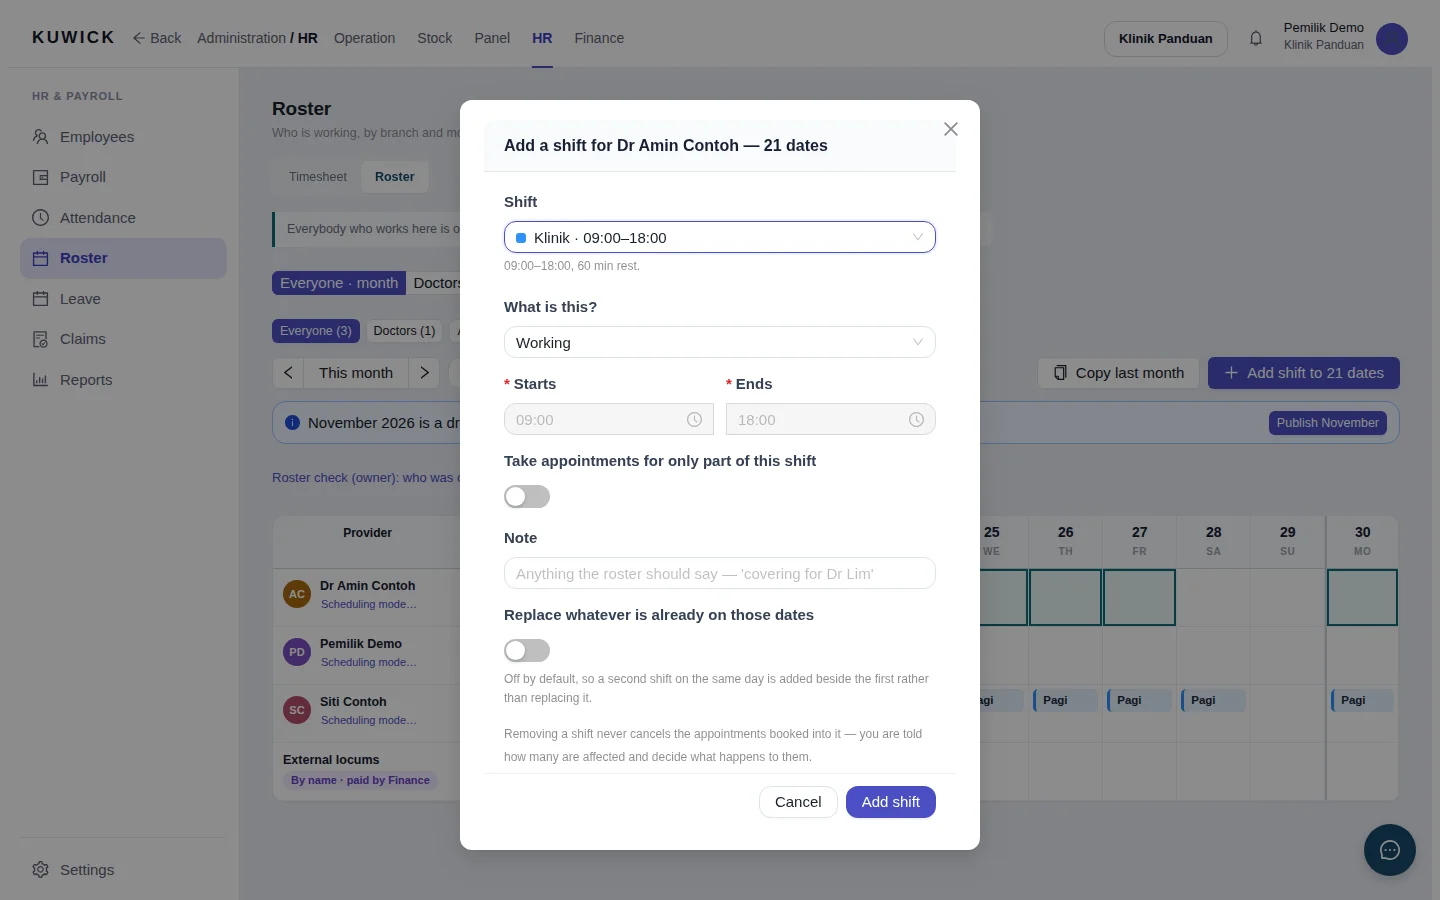 KUWICK
Back
Administration / HR
Operation
Stock
Panel
HR
Finance
Klinik Panduan
Pemilik Demo
Klinik Panduan
HR & PAYROLL
Employees
Payroll
Attendance
Roster
Leave
Claims
Reports
Settings
Roster
Who is working, by branch and mo
Timesheet
Roster
Everybody who works here is o
Everyone · month
Doctors
Everyone (3)
Doctors (1)
This month
Copy last month
Add shift to 21 dates
November 2026 is a dr
Publish November
Roster check (owner): who was
Provider
25
WE
26
TH
27
FR
28
SA
29
SU
30
MO
AC
Dr Amin Contoh
Scheduling mode…
PD
Pemilik Demo
Scheduling mode…
SC
Siti Contoh
Scheduling mode…
agi
Pagi
Pagi
Pagi
Pagi
External locums
By name · paid by Finance
Add a shift for Dr Amin Contoh — 21 dates
Shift
Klinik · 09:00–18:00
09:00–18:00, 60 min rest.
What is this?
Working
* Starts
* Ends
09:00
18:00
Take appointments for only part of this shift
Note
Anything the roster should say — 'covering for Dr Lim'
Replace whatever is already on those dates
Off by default, so a second shift on the same day is added beside the first rather
than replacing it.
Removing a shift never cancels the appointments booked into it — you are told
how many are affected and decide what happens to them.
Cancel
Add shift